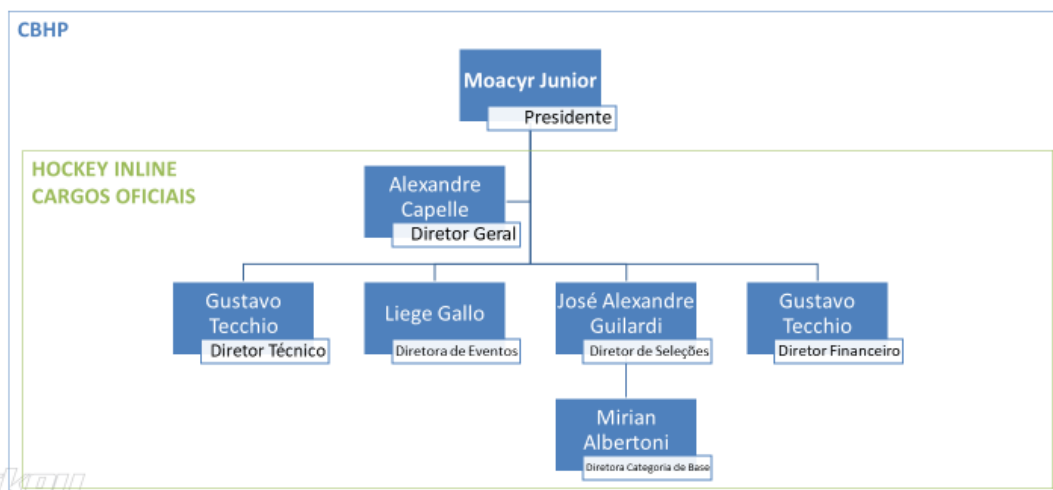 CBHP
Moacyr Junior
Presidente
HOCKEY INLINE
CARGOS OFICIAIS
Alexandre
Capelle
Diretor Geral
Gustavo
Tecchio
Diretor Técnico
Liege Gallo
Diretora de Eventos
José Alexandre
Guilardi
Diretor de Seleções
Gustavo
Tecchio
Diretor Financeiro
Mirian
Albertoni
Diretora Categoria de Base